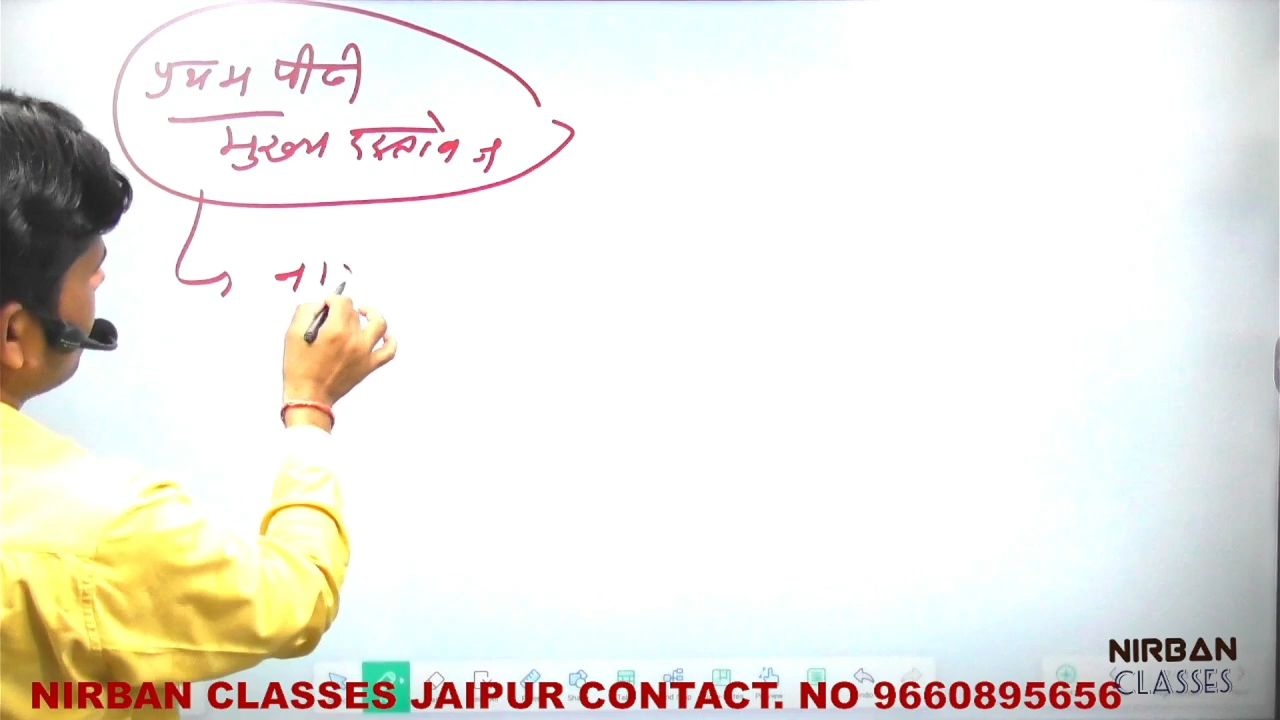 प्रथम पीढी
मुख्य दस्तावेज
ना
NIRBAN
CLASSES
NIRBAN CLASSES JAIPUR CONTACT. NO 9660895656